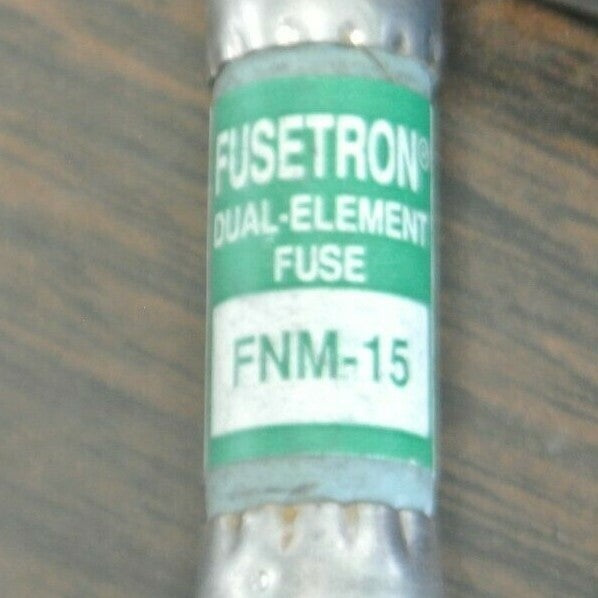 FUSETRON®
DUAL-ELEMENT
FUSE
FNM-15